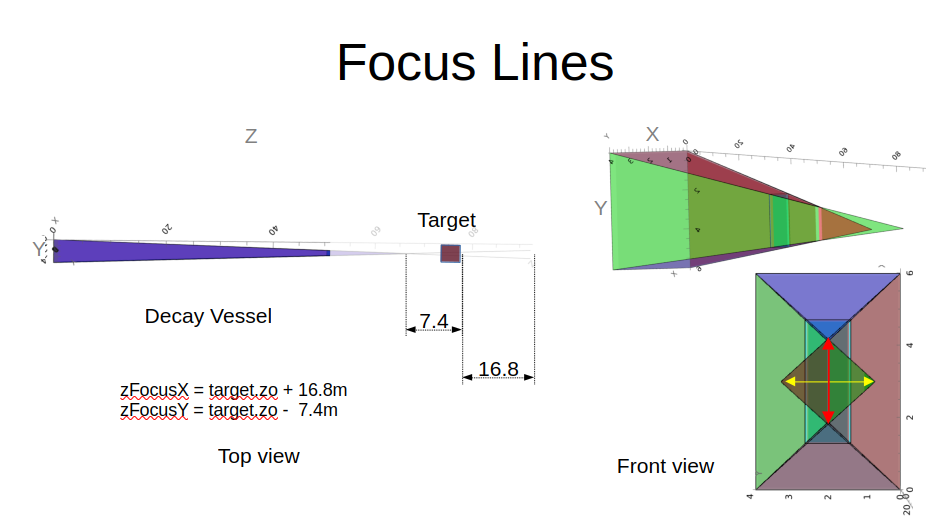 Focus Lines
Z
X
Y
0
20
40
60
80
Target
Decay Vessel
7.4
16.8
zFocusX = target.zo + 16.8m
zFocusY = target.zo -  7.4m
Top view
X
Y
0
20
40
60
80
Y
X
Front view
6
4
2
0
4
3
2
1
0
20